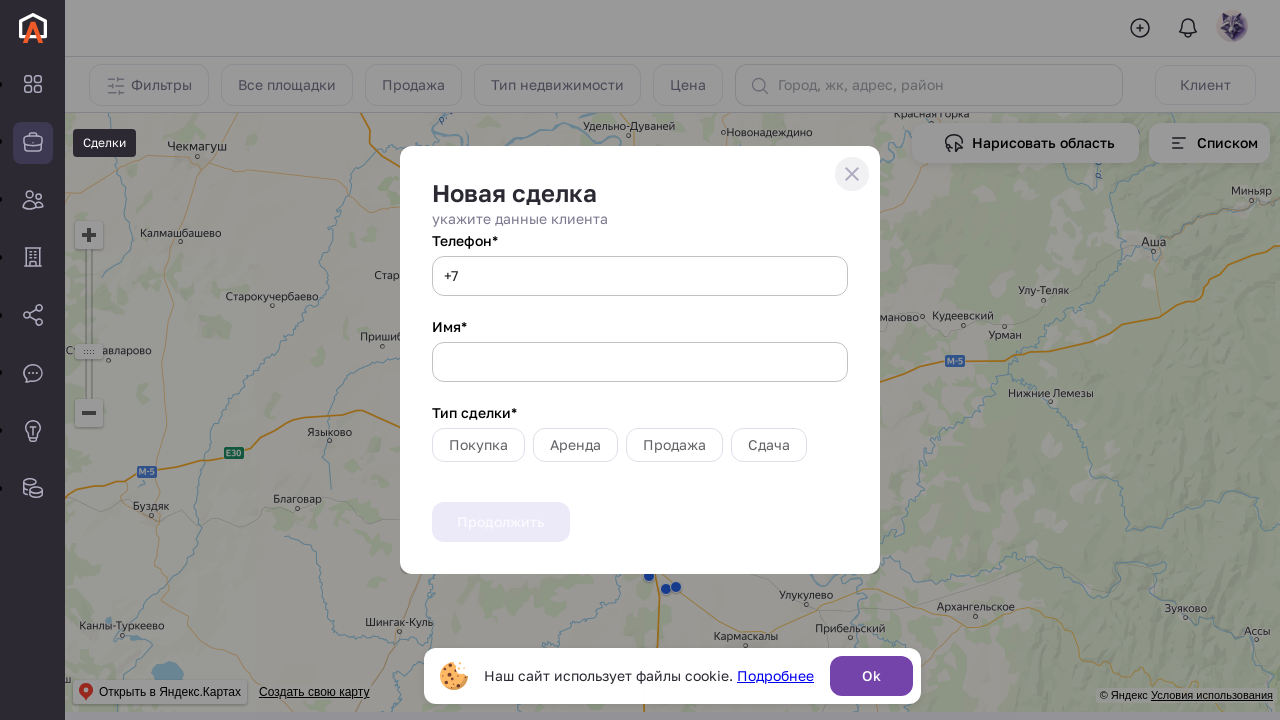 Фильтры
Все площадки
Продажа
Тип недвижимости
Цена
Город, жк, адрес, район
Клиент
Сделки
Нарисовать область
Списком
Чекмагуш
Удельно-Дуваней
Новонадеждино
Красная Горка
Миньяр
Калмашбаево
Аша
Старокучербаево
Улу-Теляк
Кудеевский
Урман
Пришиб
M-5
Нижние Лемезы
Языково
E30
M-5
Благовар
Буздяк
Улукулево
Архангельское
Зуяково
Канлы-Туркеево
Шингак-Куль
Прибельский
Кармаскалы
Ассы
Новая сделка
укажите данные клиента
Телефон*
+7
Имя*
Тип сделки*
Покупка
Аренда
Продажа
Сдача
Продолжить
Наш сайт использует файлы cookie. Подробнее
Ok
Открыть в Яндекс.Картах
Создать свою карту
© Яндекс Условия использования